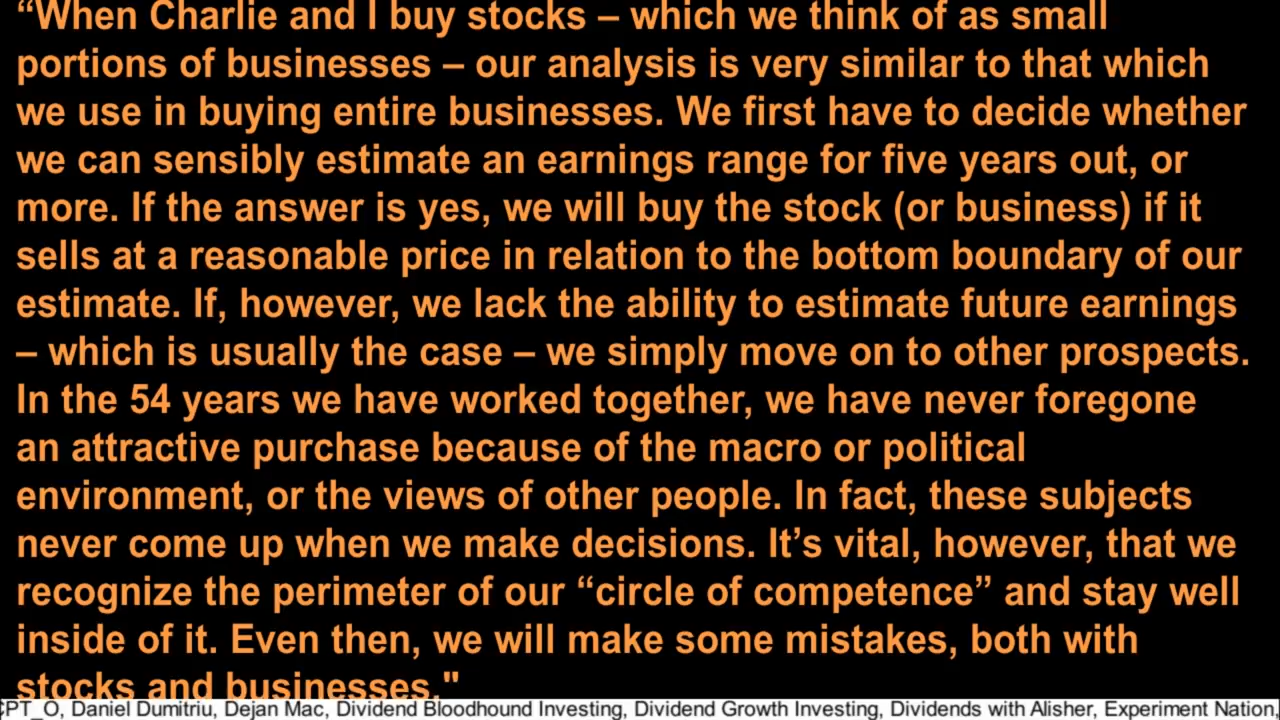 “When Charlie and I buy stocks – which we think of as small
portions of businesses – our analysis is very similar to that which
we use in buying entire businesses. We first have to decide whether
we can sensibly estimate an earnings range for five years out, or
more. If the answer is yes, we will buy the stock (or business) if it
sells at a reasonable price in relation to the bottom boundary of our
estimate. If, however, we lack the ability to estimate future earnings
– which is usually the case – we simply move on to other prospects.
In the 54 years we have worked together, we have never foregone
an attractive purchase because of the macro or political
environment, or the views of other people. In fact, these subjects
never come up when we make decisions. It’s vital, however, that we
recognize the perimeter of our “circle of competence” and stay well
inside of it. Even then, we will make some mistakes, both with
stocks and businesses."
CPT_O, Daniel Dumitriu, Dejan Mac, Dividend Bloodhound Investing, Dividend Growth Investing, Dividends with Alisher, Experiment Nation,